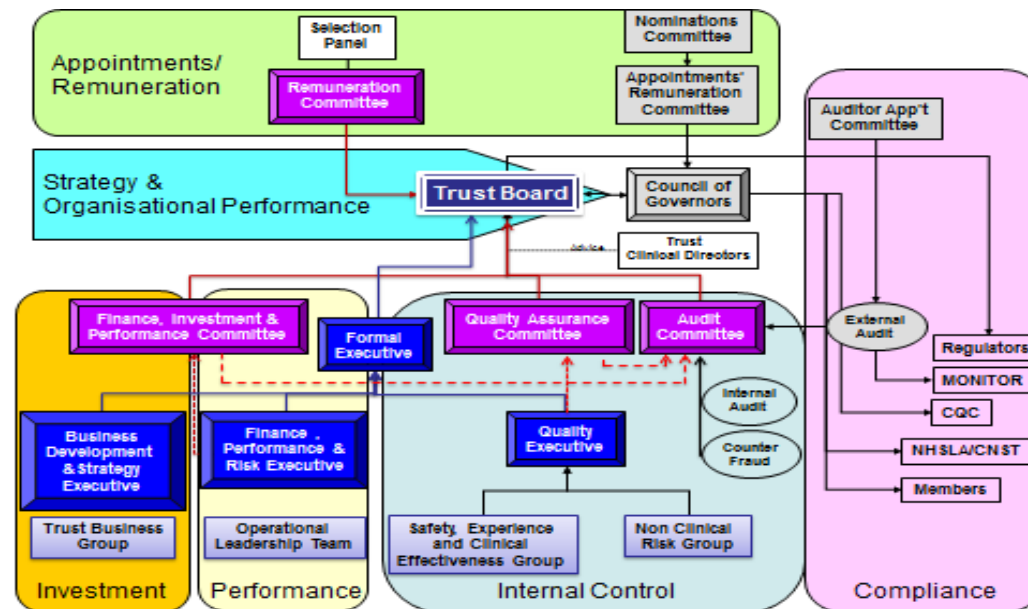 Selection
Panel
Nominations
Committee
Appointments/
Remuneration
Remuneration
Committee
Appointments'
Remuneration
Committee
Auditor App't
Committee
Strategy &
Organisational Performance
Trust Board
Council of
Governors
Advice
Trust
Clinical Directors
Finance, Investment &
Performance Committee
Formal
Executive
Quality Assurance
Committee
Audit
Committee
External
Audit
Regulators
MONITOR
CQC
NHSLA/CNST
Members
Internal
Audit
Counter
Fraud
Business
Development
& Strategy
Executive
Finance ,
Performance &
Risk Executive
Quality
Executive
Trust Business
Group
Operational
Leadership Team
Safety, Experience
and Clinical
Effectiveness Group
Non Clinical
Risk Group
Investment
Performance
Internal Control
Compliance